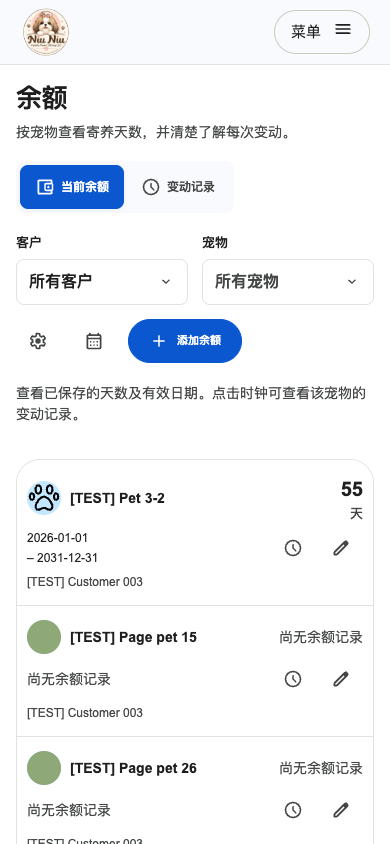 Niu Niu
菜单
余额
按宠物查看寄养天数，并清楚了解每次变动。
当前余额
变动记录
客户
宠物
所有客户
所有宠物
添加余额
查看已保存的天数及有效日期。点击时钟可查看该宠物的
变动记录。
[TEST] Pet 3-2
55
天
2026-01-01
– 2031-12-31
[TEST] Customer 003
[TEST] Page pet 15
尚无余额记录
尚无余额记录
[TEST] Customer 003
[TEST] Page pet 26
尚无余额记录
尚无余额记录
[TEST] Customer 003